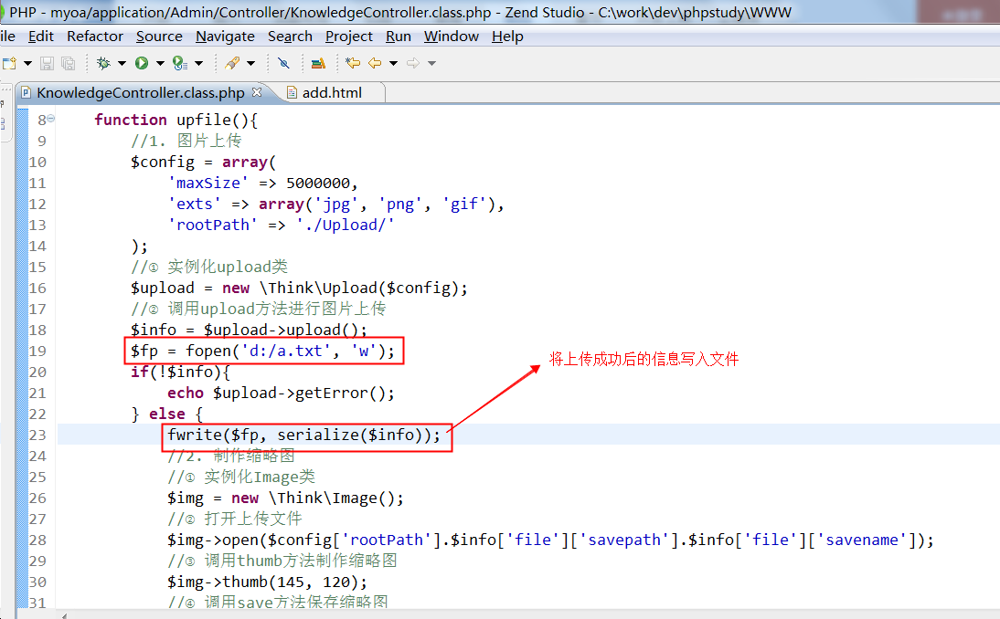 PHP - myoa/application/Admin/Controller/KnowledgeController.class.php - Zend Studio - C:\work\dev\phpstudy\WWW
ile Edit Refactor Source Navigate Search Project Run Window Help
KnowledgeController.class.php add.html
8 function upfile(){
9 //1. 图片上传
10 $config = array(
11 'maxSize' => 5000000,
12 'exts' => array('jpg', 'png', 'gif'),
13 'rootPath' => './Upload/'
14 );
15 //① 实例化upload类
16 $upload = new \Think\Upload($config);
17 //② 调用upload方法进行图片上传
18 $info = $upload->upload();
19 $fp = fopen('d:/a.txt', 'w');
将上传成功后的信息写入文件
20 if(!$info){
21 echo $upload->getError();
22 } else {
23 fwrite($fp, serialize($info));
24 //2. 制作缩略图
25 //① 实例化Image类
26 $img = new \Think\Image();
27 //② 打开上传文件
28 $img->open($config['rootPath'].$info['file']['savepath'].$info['file']['savename']);
29 //③ 调用thumb方法制作缩略图
30 $img->thumb(145, 120);
31 //④ 调用save方法保存缩略图